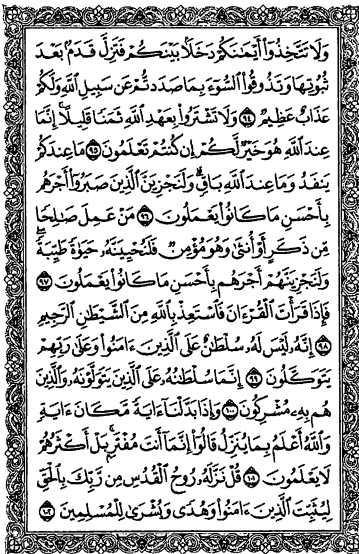 وَلَا تَتَّخِذُوٓا۟ أَيْمَٰنَكُمْ دَخَلًۢا بَيْنَكُمْ فَتَزِلَّ قَدَمٌۢ بَعْدَ
ثُبُوتِهَا وَتَذُوقُوا۟ ٱلسُّوٓءَ بِمَا صَدَدتُّمْ عَن سَبِيلِ ٱللَّهِ وَلَكُمْ
عَذَابٌ عَظِيمٌ ٩٤ وَلَا تَشْتَرُوا۟ بِعَهْدِ ٱللَّهِ ثَمَنًا قَلِيلًا ۚ إِنَّمَا
عِندَ ٱللَّهِ هُوَ خَيْرٌ لَّكُمْ إِن كُنتُمْ تَعْلَمُونَ ٩٥ مَا عِندَكُمْ
يَنفَدُ وَمَا عِندَ ٱللَّهِ بَاقٍ ۗ وَلَنَجْزِيَنَّ ٱلَّذِينَ صَبَرُوٓا۟ أَجْرَهُم
بِأَحْسَنِ مَا كَانُوا۟ يَعْمَلُونَ ٩٦ مَنْ عَمِلَ صَٰلِحًا
مِّن ذَكَرٍ أَوْ أُنثَىٰ وَهُوَ مُؤْمِنٌ فَلَنُحْيِيَنَّهُۥ حَيَوٰةً طَيِّبَةً ۖ
وَلَنَجْزِيَنَّهُمْ أَجْرَهُم بِأَحْسَنِ مَا كَانُوا۟ يَعْمَلُونَ ٩٧
فَإِذَا قَرَأْتَ ٱلْقُرْءَانَ فَٱسْتَعِذْ بِٱللَّهِ مِنَ ٱلشَّيْطَٰنِ ٱلرَّجِيمِ
٩٨ إِنَّهُۥ لَيْسَ لَهُۥ سُلْطَٰنٌ عَلَى ٱلَّذِينَ ءَامَنُوا۟ وَعَلَىٰ رَبِّهِمْ
يَتَوَكَّلُونَ ٩٩ إِنَّمَا سُلْطَٰنُهُۥ عَلَى ٱلَّذِينَ يَتَوَلَّوْنَهُۥ وَٱلَّذِينَ
هُم بِهِۦ مُشْرِكُونَ ١٠٠ وَإِذَا بَدَّلْنَآ ءَايَةً مَّكَانَ ءَايَةٍ ۙ
وَٱللَّهُ أَعْلَمُ بِمَا يُنَزِّلُ قَالُوٓا۟ إِنَّمَآ أَنتَ مُفْتَرٍۭ ۚ بَلْ أَكْثَرُهُمْ
لَا يَعْلَمُونَ ١٠١ قُلْ نَزَّلَهُۥ رُوحُ ٱلْقُدُسِ مِن رَّبِّكَ بِٱلْحَقِّ
لِيُثَبِّتَ ٱلَّذِينَ ءَامَنُوا۟ وَهُدًى وَبُشْرَىٰ لِلْمُسْلِمِينَ ١٠٢